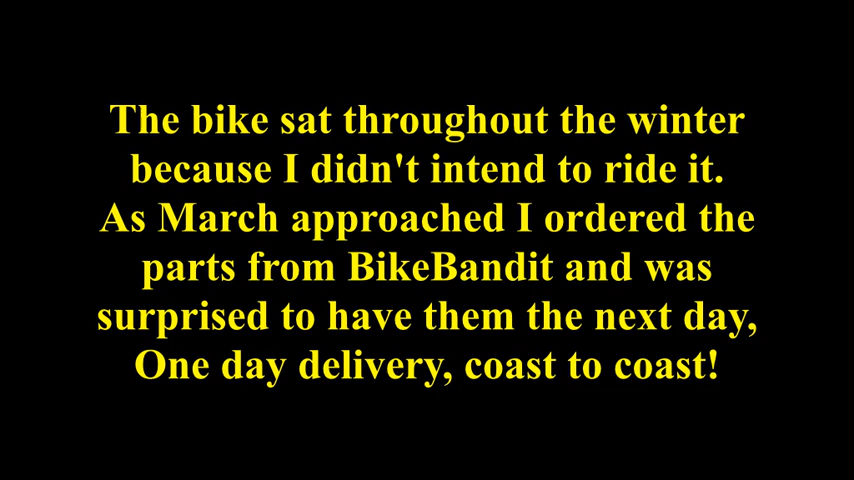 The bike sat throughout the winter
because I didn't intend to ride it.
As March approached I ordered the
parts from BikeBandit and was
surprised to have them the next day,
One day delivery, coast to coast!